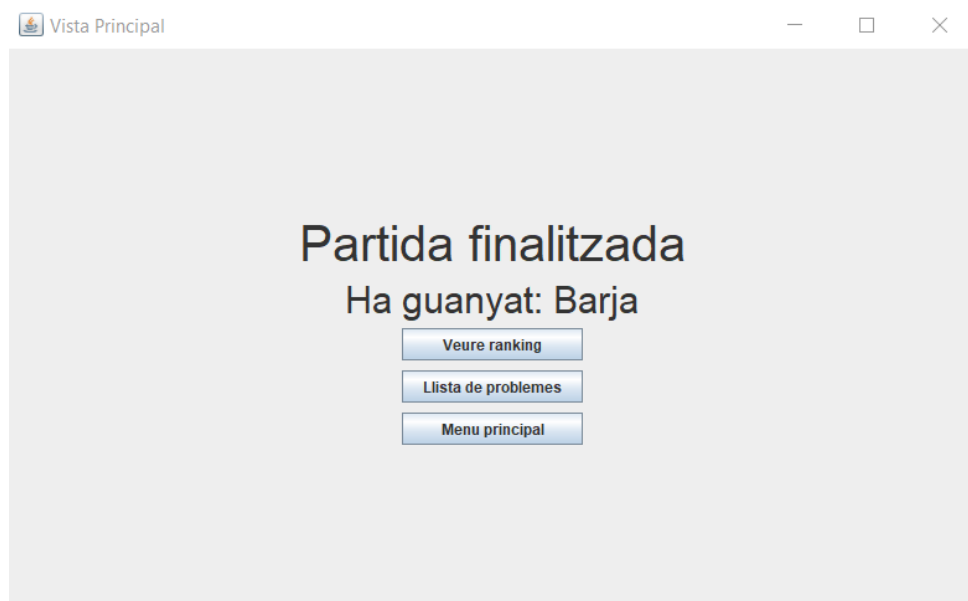 Vista Principal
Partida finalitzada
Ha guanyat: Barja
Veure ranking
Llista de problemes
Menu principal